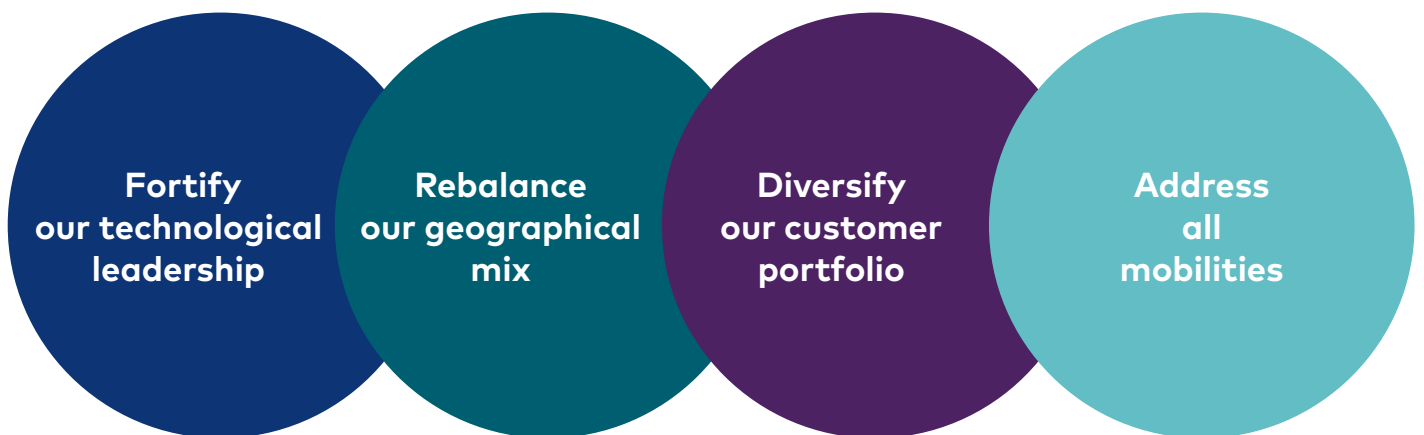 Fortify
our technological
leadership
Rebalance
our geographical
mix
Diversify
our customer
portfolio
Address
all
mobilities